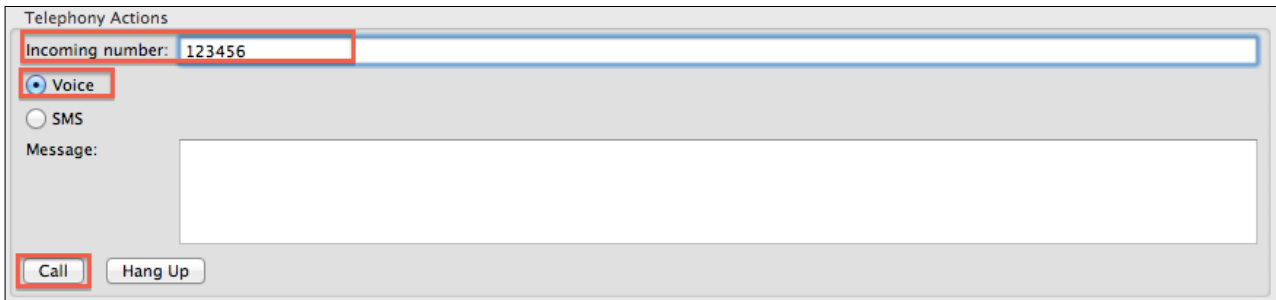 Telephony Actions
Incoming number: 123456
Voice
SMS
Message:
Call Hang Up